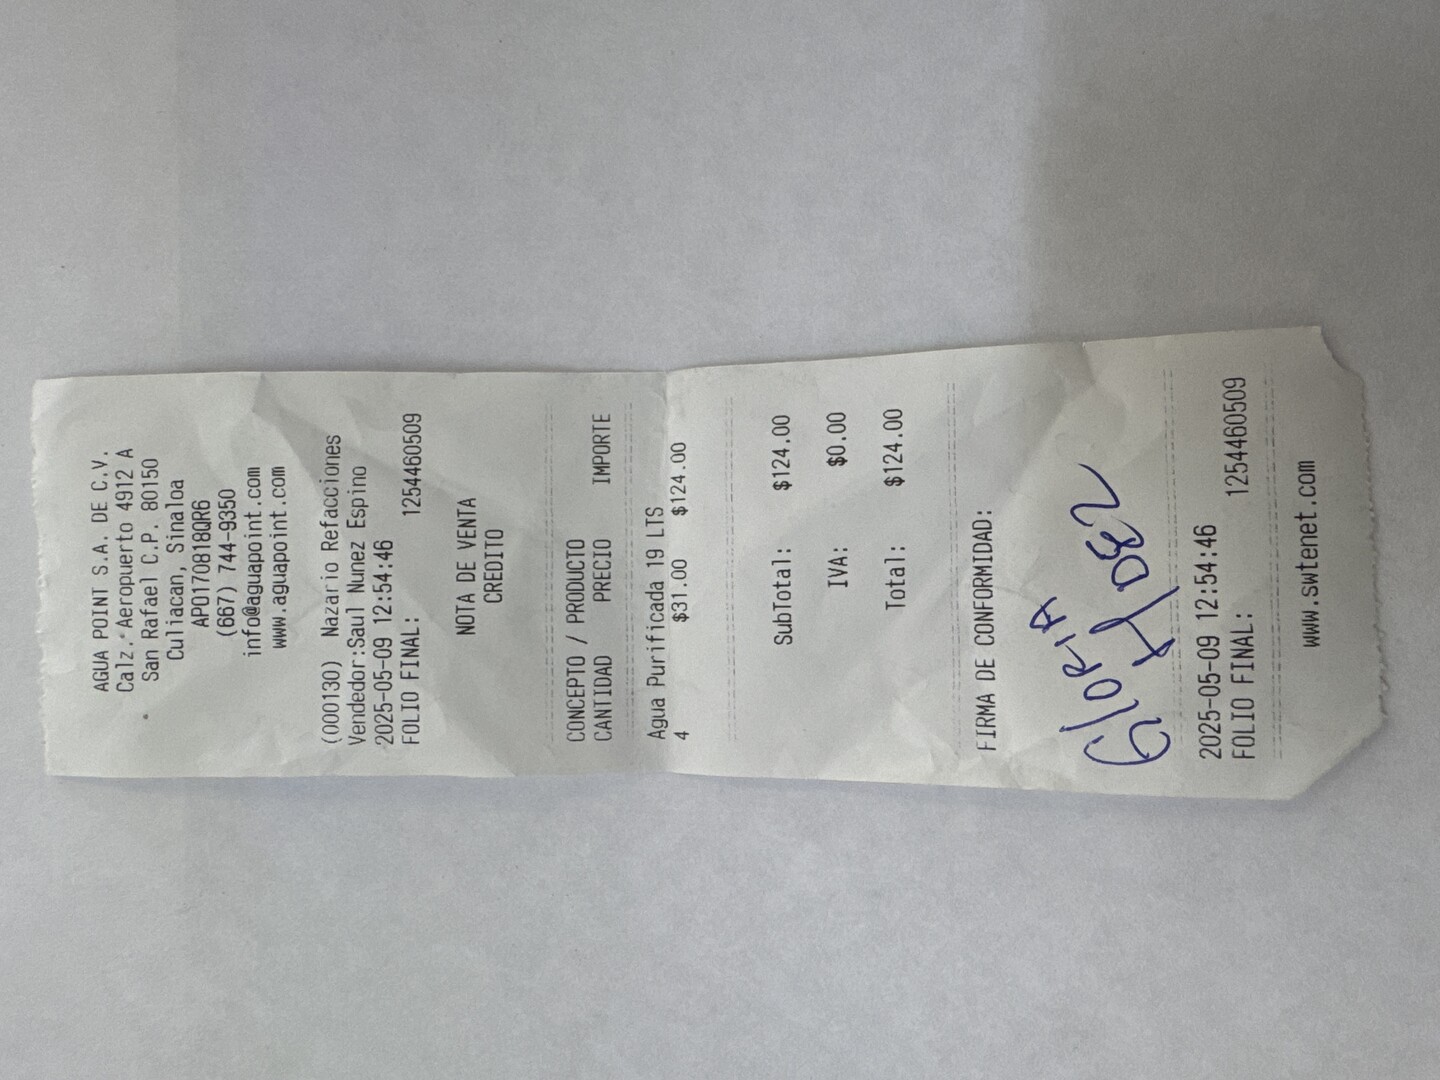 AGUA POINT S.A. DE C.V.
Calz. Aeropuerto 4912 A
San Rafael C.P. 80150
Culiacan, Sinaloa
APO170818QR6
(667) 744-9350
info@aguapoint.com
www.aguapoint.com
(000130) Nazario Refacciones
Vendedor:Saul Nunez Espino
2025-05-09 12:54:46
FOLIO FINAL: 1254460509
NOTA DE VENTA
CREDITO
CONCEPTO / PRODUCTO
CANTIDAD PRECIO IMPORTE
Agua Purificada 19 LTS
4 $31.00 $124.00
SubTotal: $124.00
IVA: $0.00
Total: $124.00
FIRMA DE CONFORMIDAD:
GLORIA
HDEZ
2025-05-09 12:54:46
FOLIO FINAL: 1254460509
www.swtenet.com